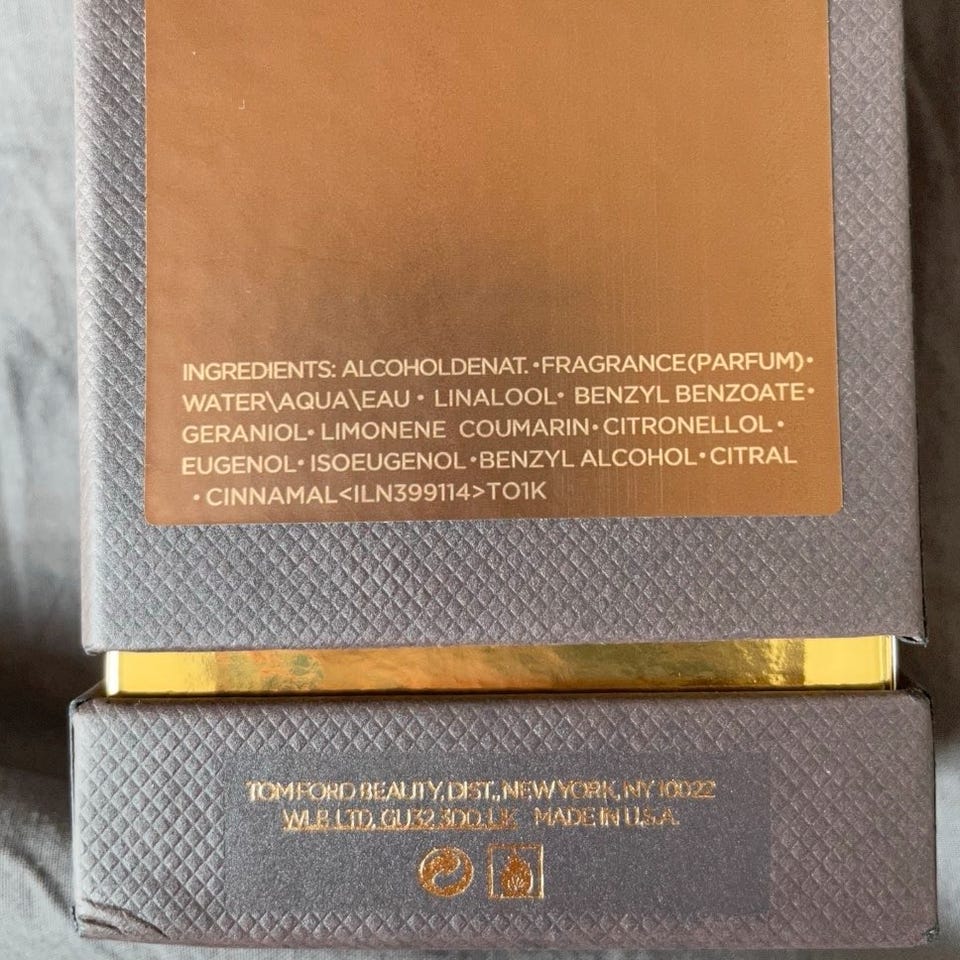 INGREDIENTS: ALCOHOLDENAT. •FRAGRANCE(PARFUM)•
WATER\AQUA\EAU • LINALOOL• BENZYL BENZOATE•
GERANIOL• LIMONENE COUMARIN• CITRONELLOL •
EUGENOL• ISOEUGENOL •BENZYL ALCOHOL• CITRAL
• CINNAMAL<ILN399114>TO1K
TOM FORD BEAUTY, DIST., NEW YORK, NY 10022
WLB LTD, GU32 3DD, UK MADE IN U.S.A.